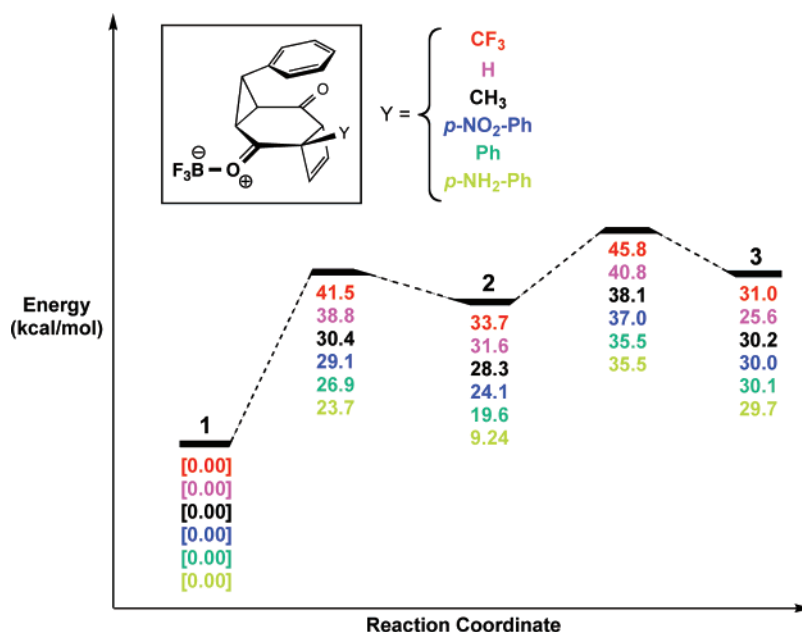 O
Y
F₃B–O
⊖
⊕
Y =
CF₃
H
CH₃
p-NO₂-Ph
Ph
p-NH₂-Ph
Energy
(kcal/mol)
1
[0.00]
[0.00]
[0.00]
[0.00]
[0.00]
[0.00]
41.5
38.8
30.4
29.1
26.9
23.7
2
33.7
31.6
28.3
24.1
19.6
9.24
45.8
40.8
38.1
37.0
35.5
35.5
3
31.0
25.6
30.2
30.0
30.1
29.7
Reaction Coordinate